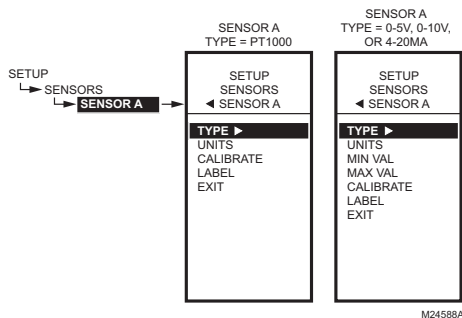 SENSOR A
TYPE = PT1000
SENSOR A
TYPE = 0-5V, 0-10V,
OR 4-20MA
SETUP
SENSORS
SENSOR A
SETUP
SENSORS
◄ SENSOR A
TYPE ►
UNITS
CALIBRATE
LABEL
EXIT
SETUP
SENSORS
◄ SENSOR A
TYPE ►
UNITS
MIN VAL
MAX VAL
CALIBRATE
LABEL
EXIT
M24588A